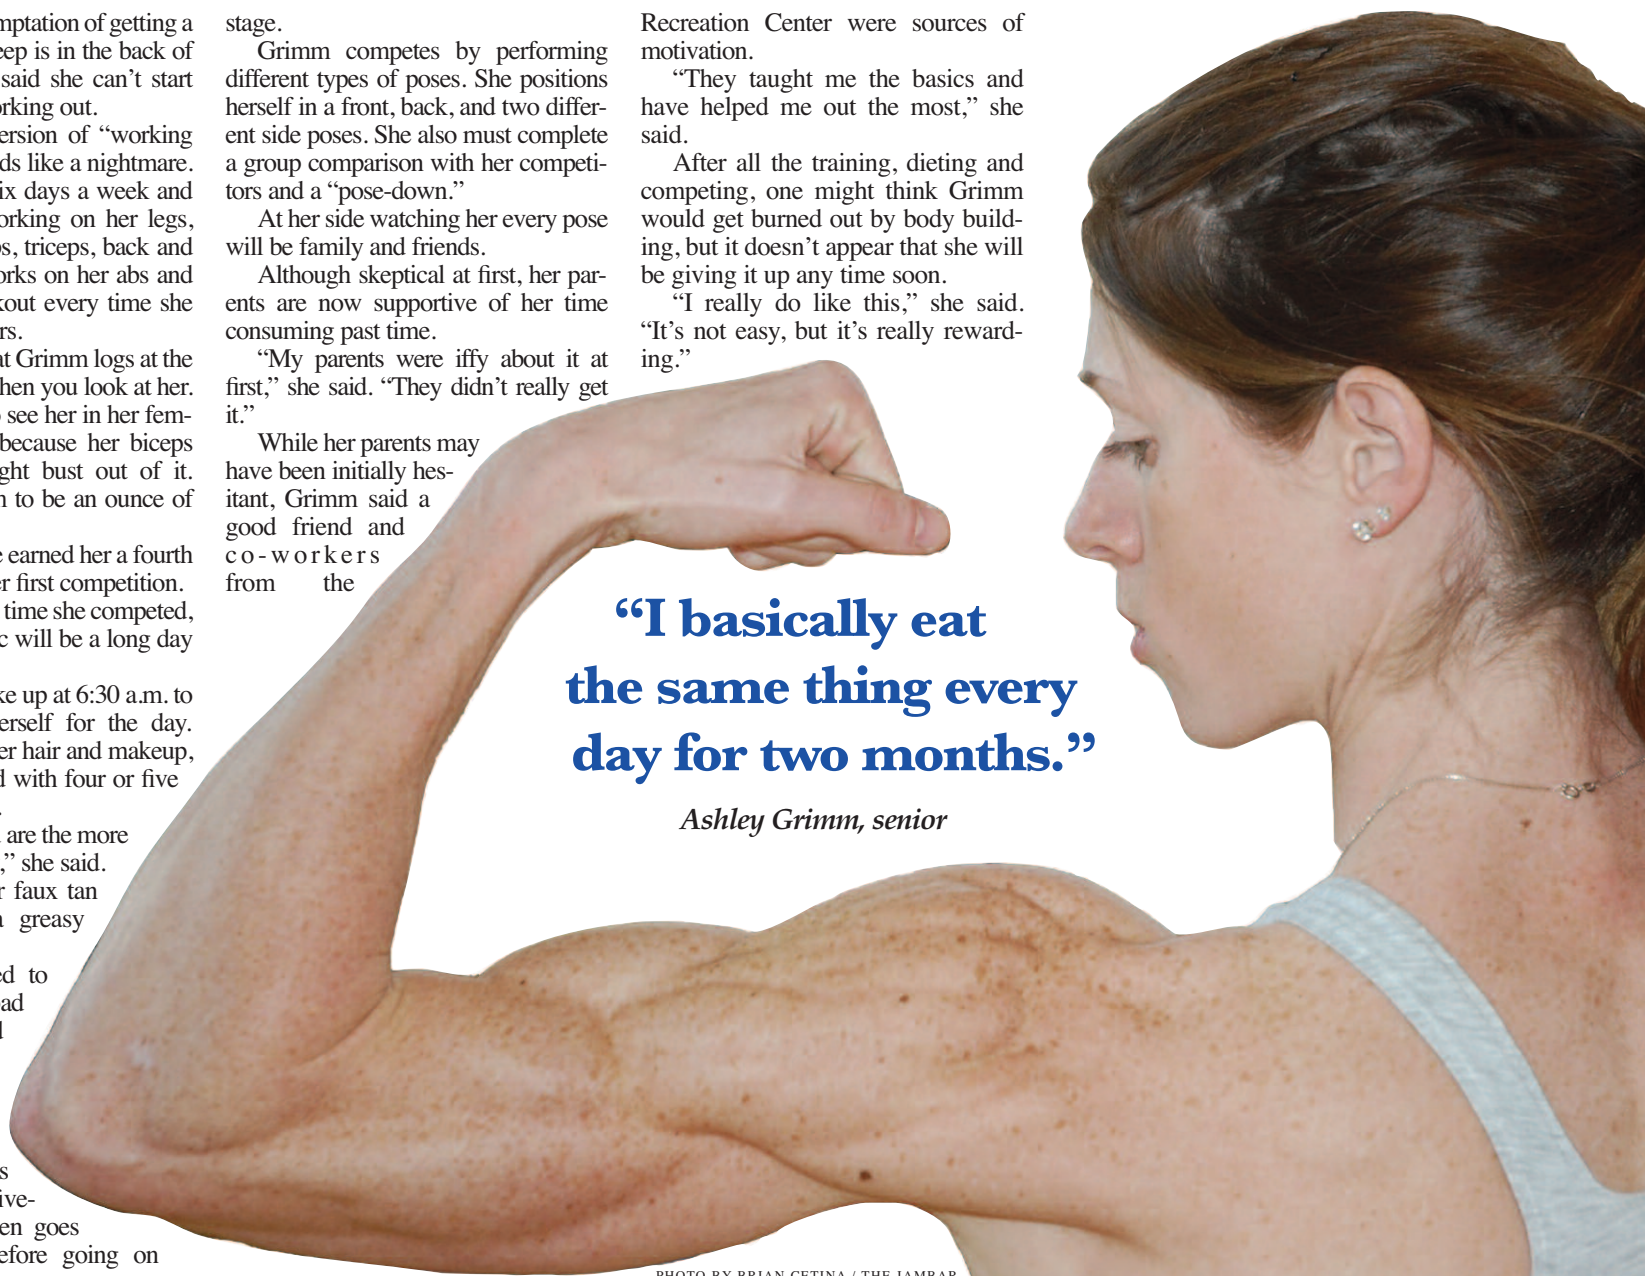 mptation of getting a
eep is in the back of
said she can't start
orking out.
ersion of “working
ds like a nightmare.
ix days a week and
orking on her legs,
s, triceps, back and
orks on her abs and
kout every time she
rs.
at Grimm logs at the
hen you look at her.
see her in her fem-
because her biceps
ght bust out of it.
n to be an ounce of
e earned her a fourth
er first competition.
time she competed,
c will be a long day
ke up at 6:30 a.m. to
erself for the day.
er hair and makeup,
d with four or five
are the more
,” she said.
r faux tan
a greasy
ed to
ad
s
ive-
en goes
efore going on
stage.
Grimm competes by performing
different types of poses. She positions
herself in a front, back, and two differ-
ent side poses. She also must complete
a group comparison with her competi-
tors and a “pose-down.”
At her side watching her every pose
will be family and friends.
Although skeptical at first, her par-
ents are now supportive of her time
consuming past time.
“My parents were iffy about it at
first,” she said. “They didn't really get
it.”
While her parents may
have been initially hes-
itant, Grimm said a
good friend and
co-workers
from the
Recreation Center were sources of
motivation.
“They taught me the basics and
have helped me out the most,” she
said.
After all the training, dieting and
competing, one might think Grimm
would get burned out by body build-
ing, but it doesn't appear that she will
be giving it up any time soon.
“I really do like this,” she said.
“It's not easy, but it's really reward-
ing.”
“I basically eat
the same thing every
day for two months.”
Ashley Grimm, senior
PHOTO BY BRIAN CETINA / THE JAMBAR